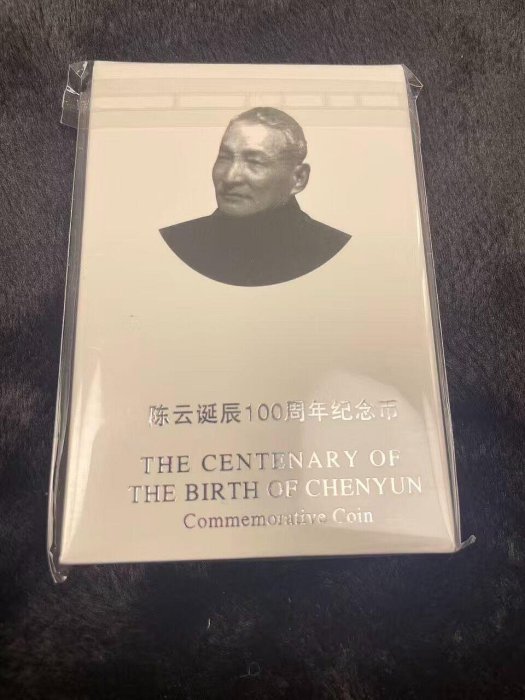 陈云诞辰100周年纪念币
THE CENTENARY OF
THE BIRTH OF CHENYUN
Commemorative Coin